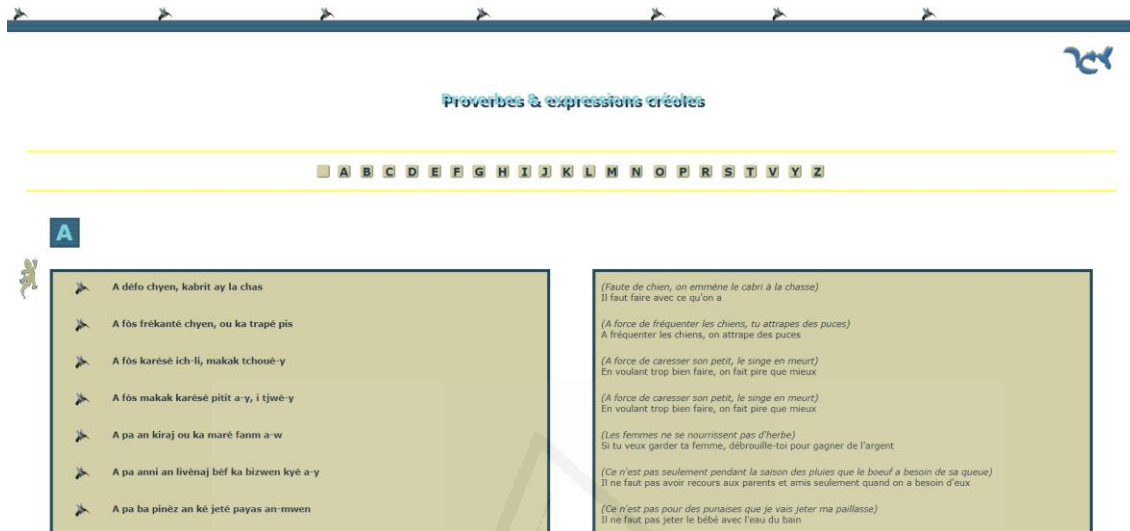 Proverbes & expressions créoles
A B C D E F G H I J K L M N O P R S T V Y Z
A
A défo chyen, kabrit ay la chas
(Faute de chien, on emmène le cabri à la chasse)
Il faut faire avec ce qu'on a
A fòs frékanté chyen, ou ka trapé pis
(A force de fréquenter les chiens, tu attrapes des puces)
A fréquenter les chiens, on attrape des puces
A fòs karésé ich-li, makak tchoué-y
(A force de caresser son petit, le singe en meurt)
En voulant trop bien faire, on fait pire que mieux
A fòs makak karésé pitit a-y, i tjwé-y
(A force de caresser son petit, le singe en meurt)
En voulant trop bien faire, on fait pire que mieux
A pa an kiraj ou ka maré fanm a-w
(Les femmes ne se nourrissent pas d'herbe)
Si tu veux garder ta femme, débrouille-toi pour gagner de l'argent
A pa anni an livènaj bèf ka bizwen kyé a-y
(Ce n'est pas seulement pendant la saison des pluies que le boeuf a besoin de sa queue)
Il ne faut pas avoir recours aux parents et amis seulement quand on a besoin d'eux
A pa ba pinèz an ké jeté payas an-mwen
(Ce n'est pas pour des punaises que je vais jeter ma paillasse)
Il ne faut pas jeter le bébé avec l'eau du bain